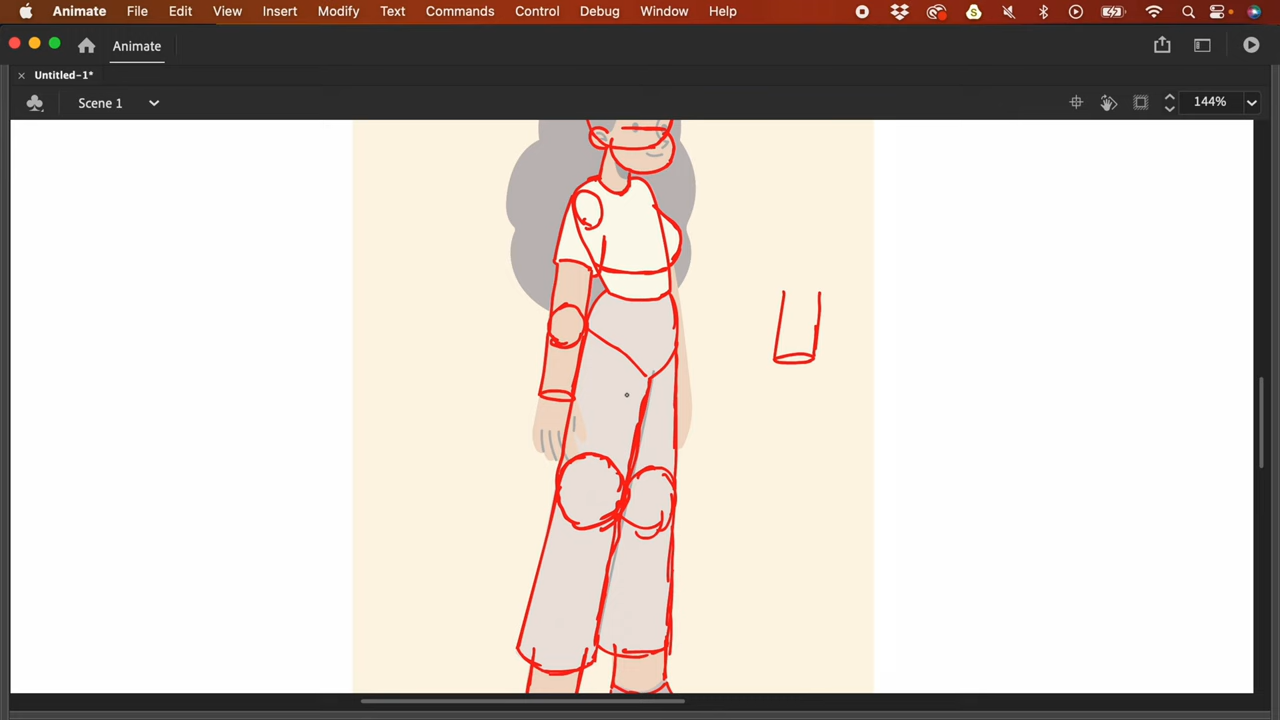 Animate File Edit View Insert Modify Text Commands Control Debug Window Help
Animate
Untitled-1*
Scene 1
144%